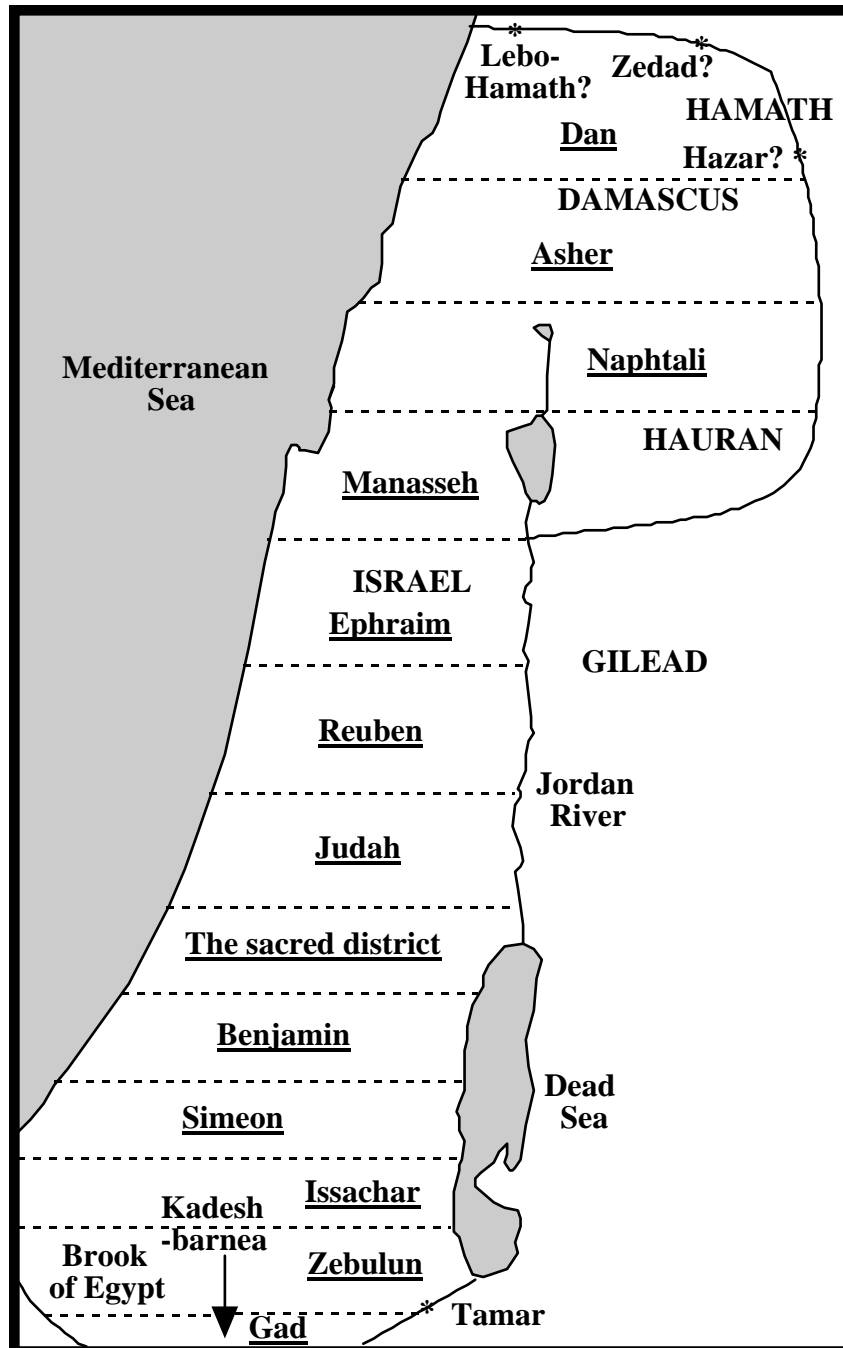 *
*
Lebo-
Hamath?
Zedad?
HAMATH
Dan
Hazar? *
DAMASCUS
Asher
Mediterranean
Sea
Naphtali
HAURAN
Manasseh
ISRAEL
Ephraim
GILEAD
Reuben
Jordan
River
Judah
The sacred district
Benjamin
Dead
Sea
Simeon
Issachar
Kadesh
-barnea
Brook
of Egypt
Zebulun
* Tamar
Gad